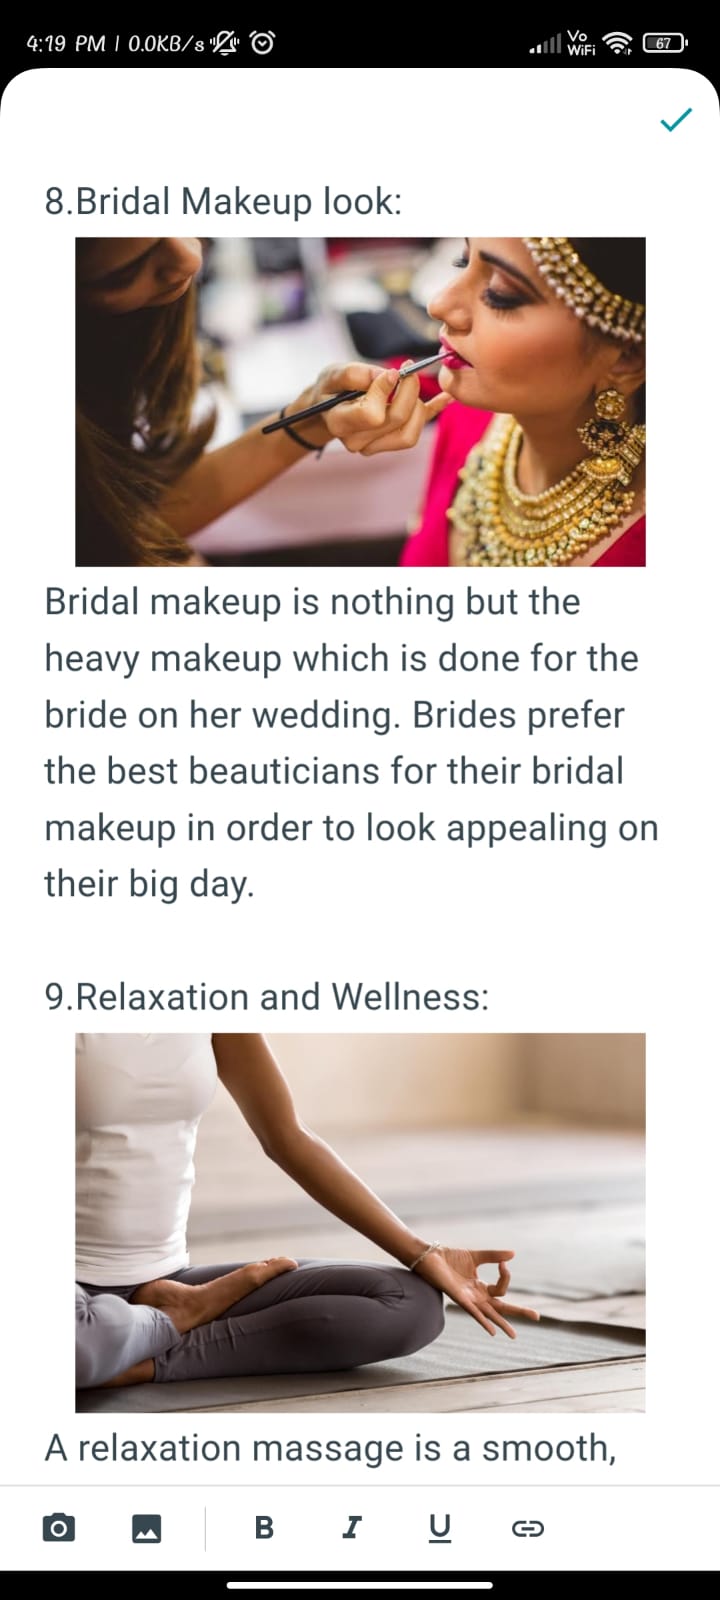 4:19 PM | 0.0KB/s
Vo
WiFi
67
8.Bridal Makeup look:
Bridal makeup is nothing but the
heavy makeup which is done for the
bride on her wedding. Brides prefer
the best beauticians for their bridal
makeup in order to look appealing on
their big day.
9.Relaxation and Wellness:
A relaxation massage is a smooth,
B I U